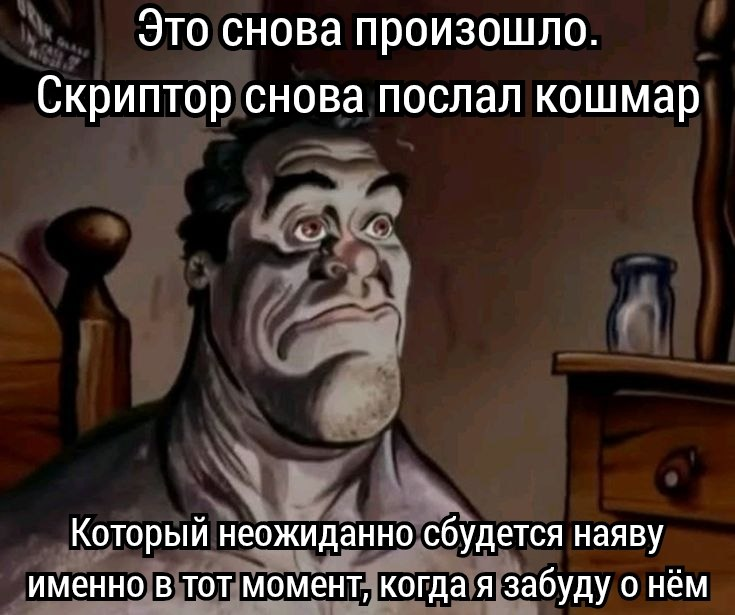 Это снова произошло.
Скриптор снова послал кошмар
Который неожиданно сбудется наяву
именно в тот момент, когда я забуду о нём